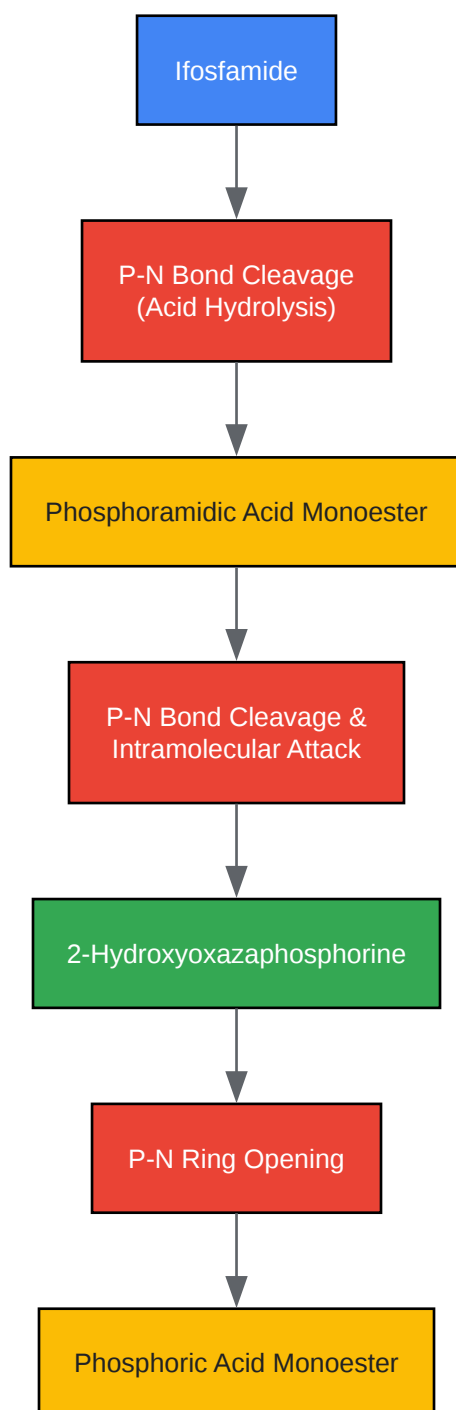 Ifosfamide
P-N Bond Cleavage
(Acid Hydrolysis)
Phosphoramidic Acid Monoester
P-N Bond Cleavage &
Intramolecular Attack
2-Hydroxyoxazaphosphorine
P-N Ring Opening
Phosphoric Acid Monoester